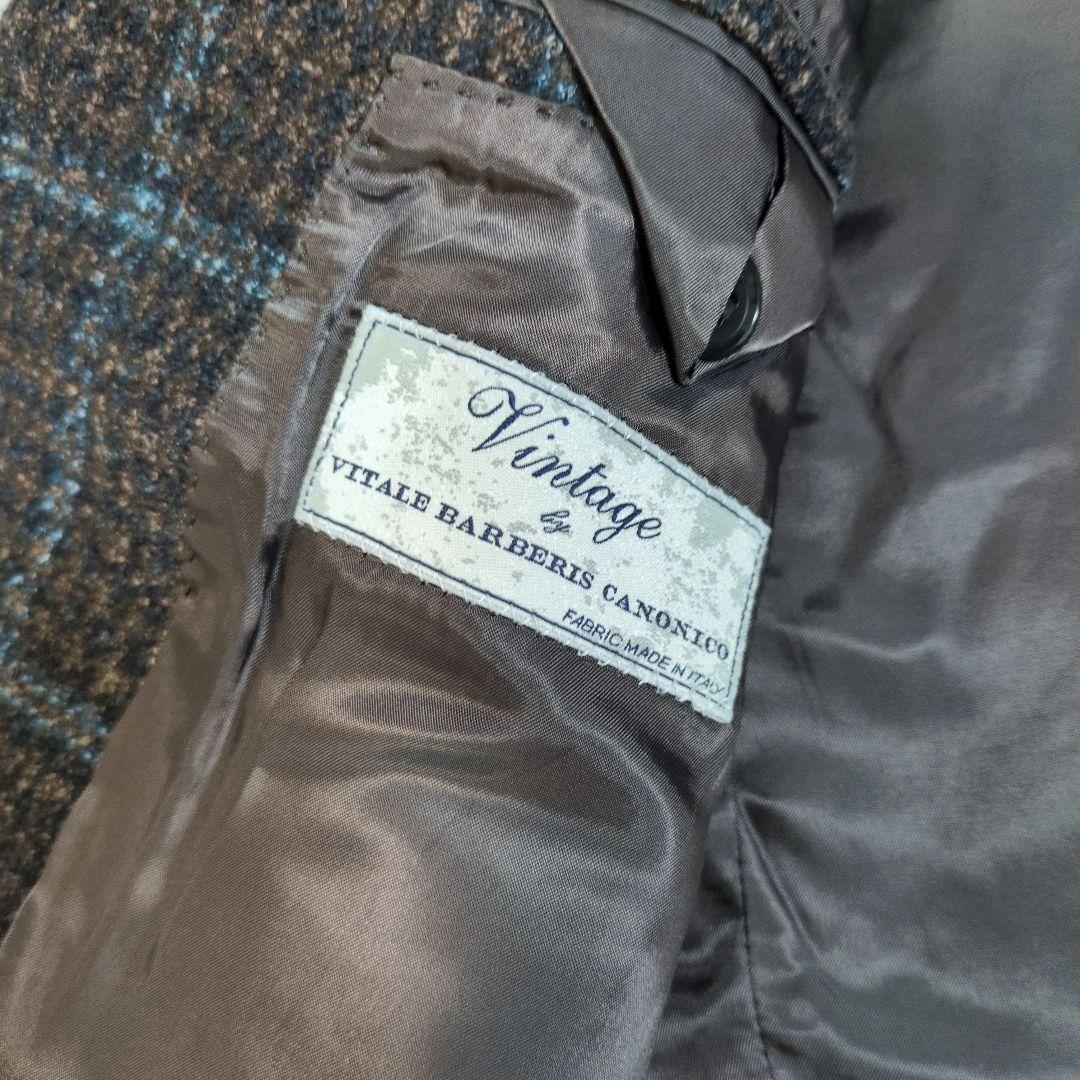 Vintage
by
VITALE BARBERIS CANONICO
FABRIC MADE IN ITALY